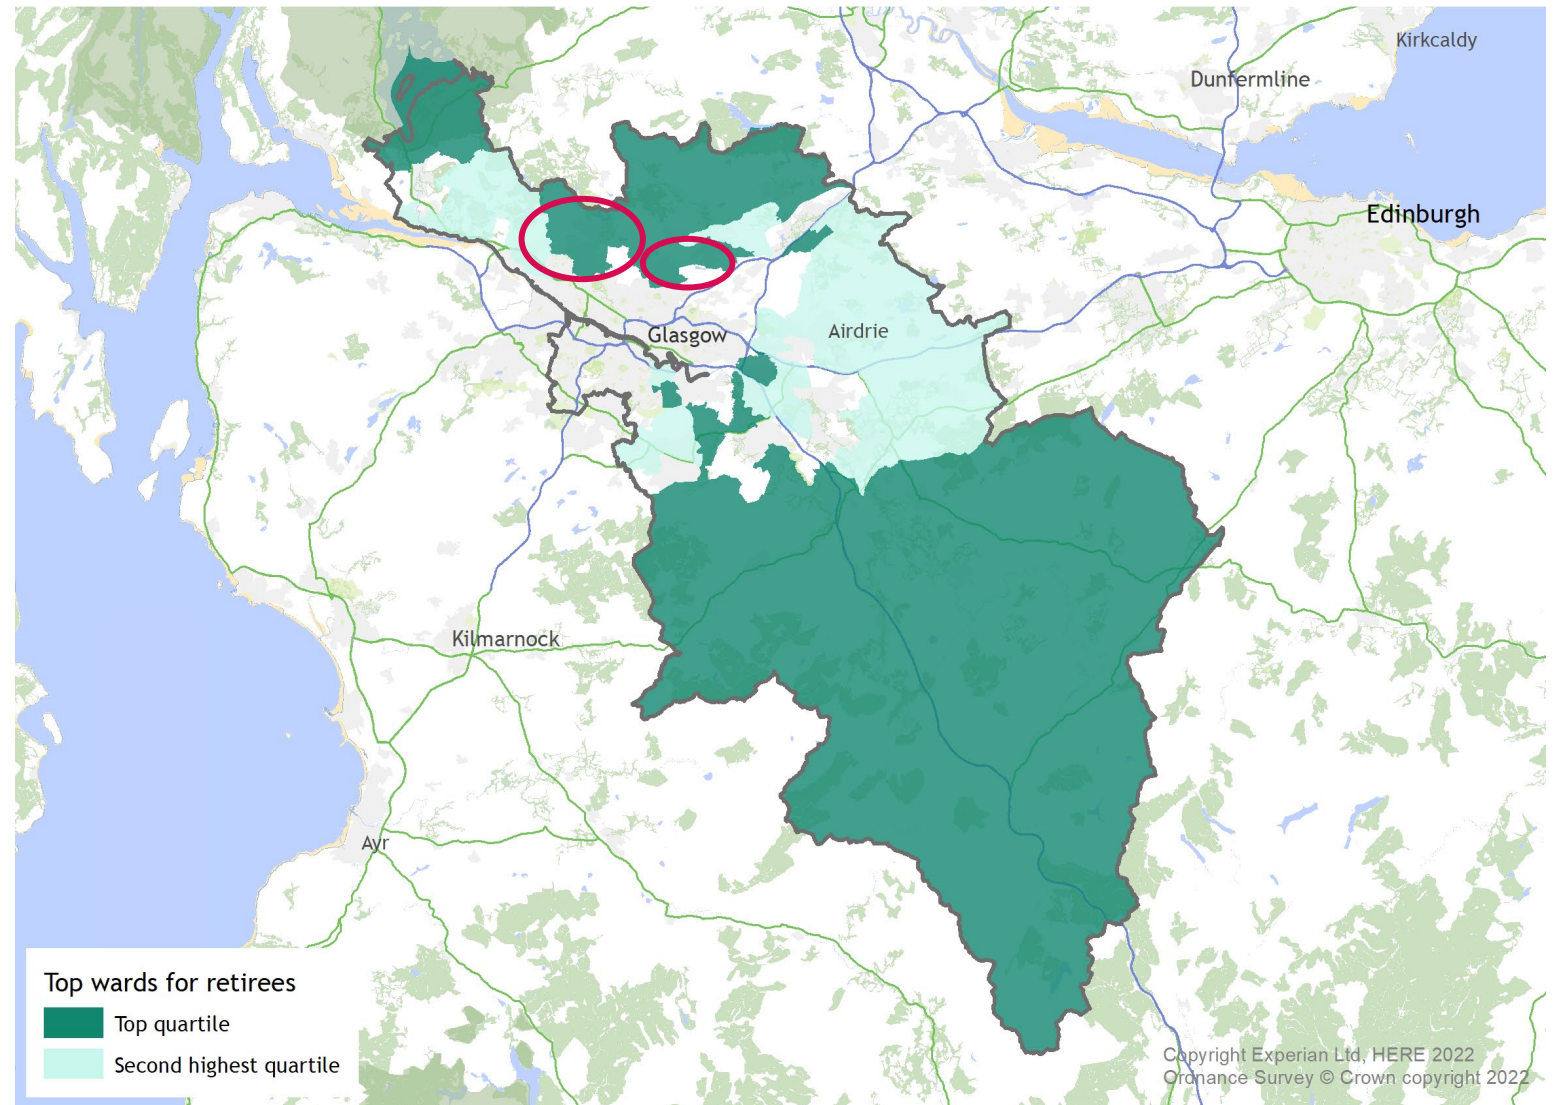 Kirkcaldy
Dunfermline
Edinburgh
Glasgow
Airdrie
Kilmarnock
Ayr
Top wards for retirees
Top quartile
Second highest quartile
Copyright Experian Ltd, HERE 2022
Ordnance Survey © Crown copyright 2022